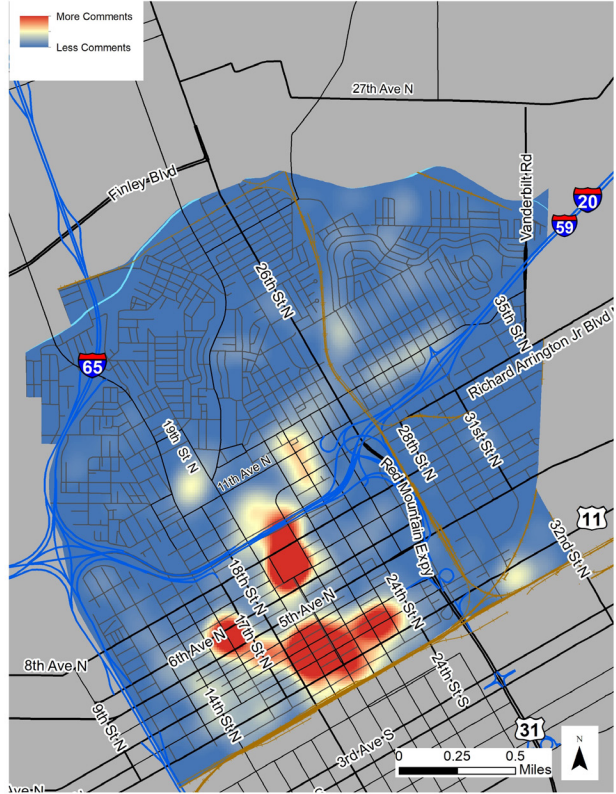 More Comments
Less Comments
27th Ave N
Finley Blvd
Vanderbilt Rd
20
59
26th St N
35th St N
65
Richard Arrington Jr Blvd
19th St N
11th Ave N
28th St N
31st St N
Red Mountain Expy
11
32nd St N
18th St N
5th Ave N
24th St N
6th Ave N
17th St N
8th Ave N
14th St N
24th St S
9th St N
3rd Ave S
31
N
0 0.25 0.5
Miles
Ave N